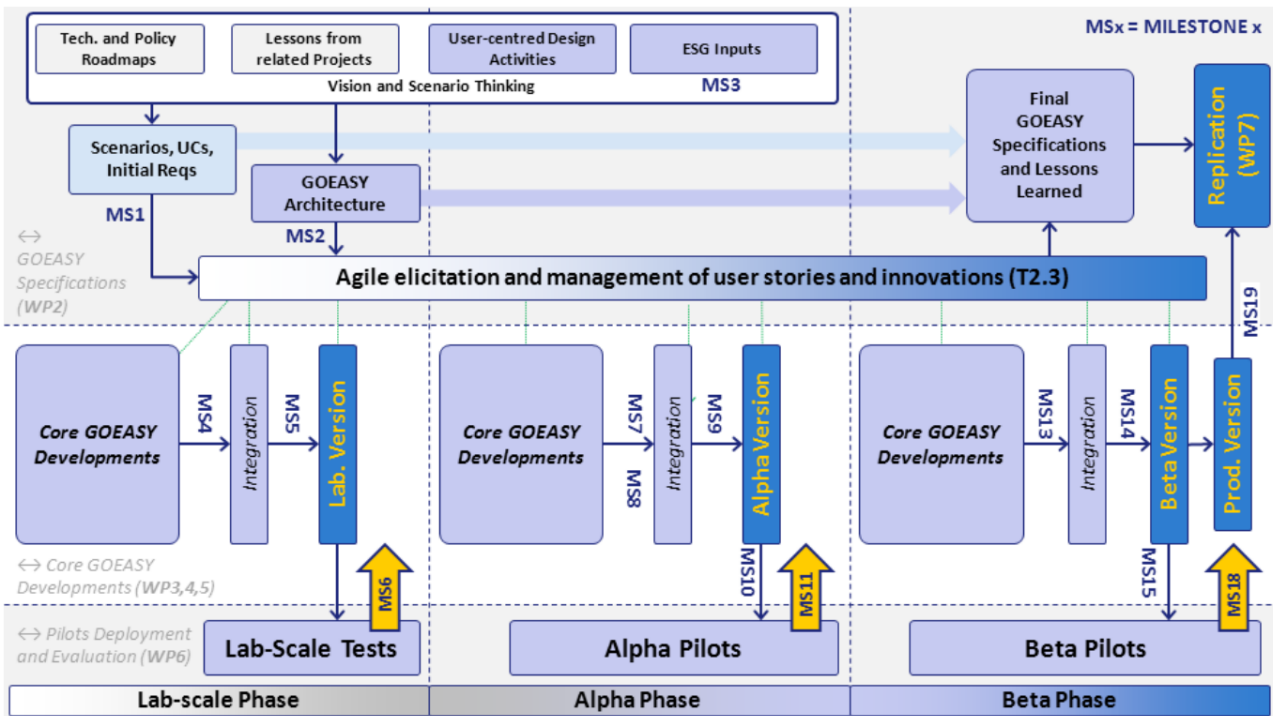 MSx = MILESTONE x
Tech. and Policy
Roadmaps
Lessons from
related Projects
User-centred Design
Activities
ESG Inputs
Vision and Scenario Thinking
MS3
Scenarios, UCs,
Initial Reqs
GOEASY
Architecture
Final
GOEASY
Specifications
and Lessons
Learned
Replication
(WP7)
MS1
MS2
<->
GOEASY
Specifications
(WP2)
Agile elicitation and management of user stories and innovations (T2.3)
MS19
Core GOEASY
Developments
MS4
Integration
MS5
Lab. Version
Core GOEASY
Developments
MS7
MS8
Integration
MS9
Alpha Version
Core GOEASY
Developments
MS13
Integration
MS14
Beta Version
Prod. Version
<-> Core GOEASY
Developments (WP3,4,5)
MS6
MS10
MS11
MS15
MS18
<-> Pilots Deployment
and Evaluation (WP6)
Lab-Scale Tests
Alpha Pilots
Beta Pilots
Lab-scale Phase
Alpha Phase
Beta Phase